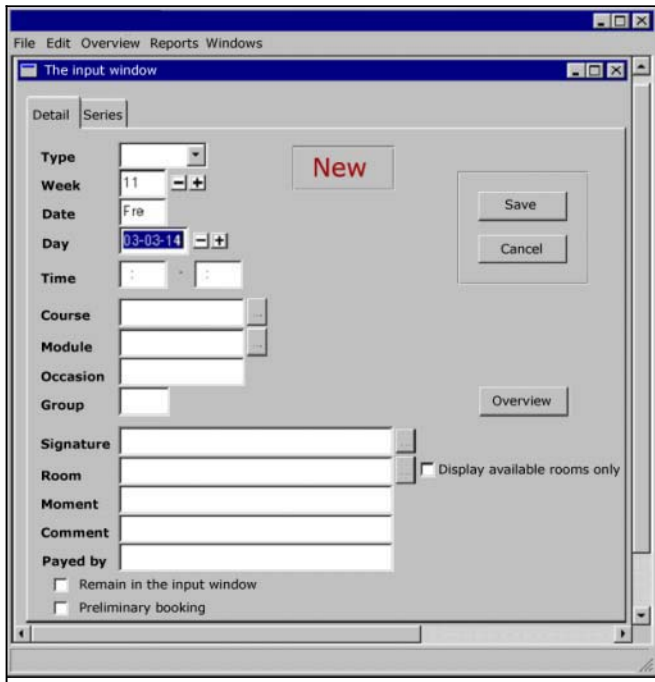 File Edit Overview Reports Windows
The input window
Detail Series
Type
New
Week 11 - +
Save
Date Fre
Day 03-03-14 - +
Cancel
Time : - :
Course ...
Module ...
Occasion
Group
Overview
Signature ...
Room ... Display available rooms only
Moment
Comment
Payed by
Remain in the input window
Preliminary booking